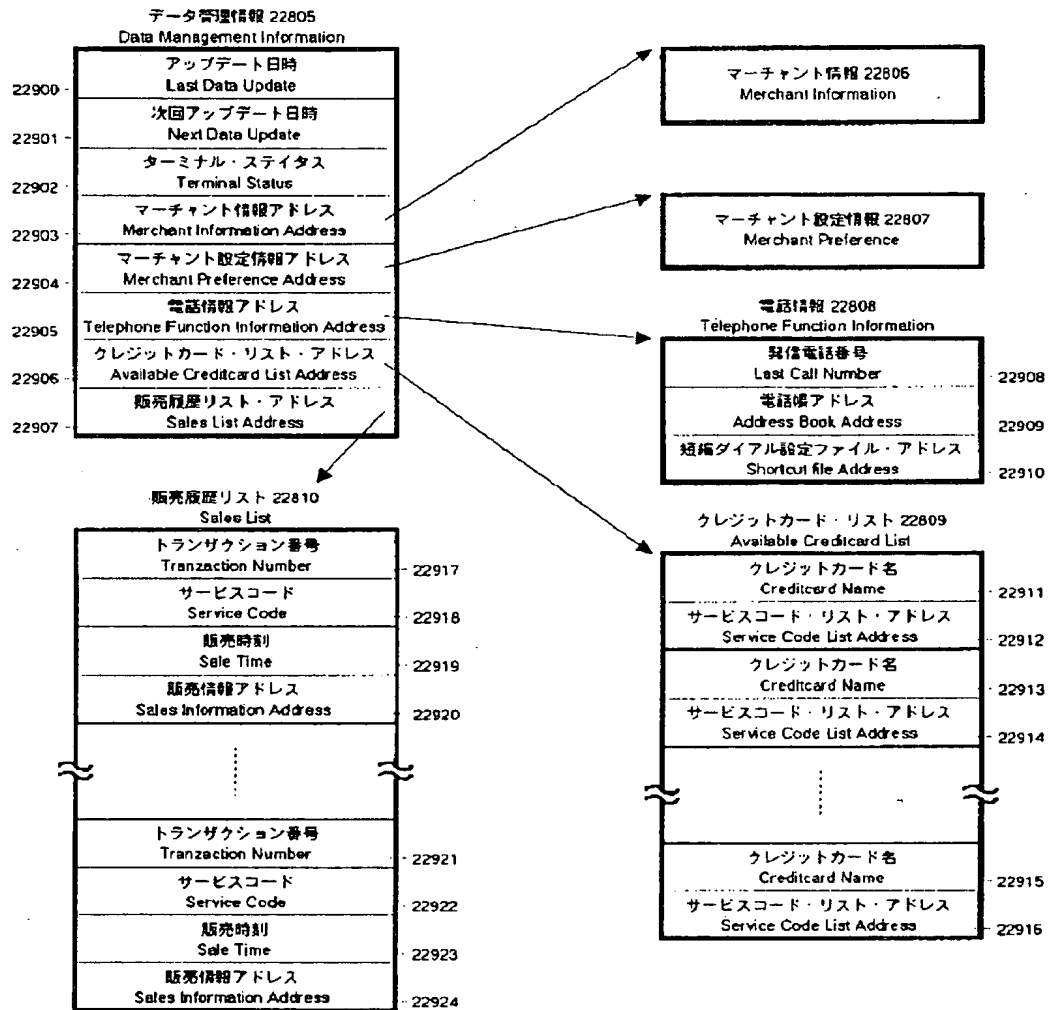 データ管理情報 22805
Data Management Information
アップデート日時
Last Data Update
22900
次回アップデート日時
Next Data Update
22901
ターミナル・ステイタス
Terminal Status
22902
マーチャント情報アドレス
Merchant Information Address
22903
マーチャント設定情報アドレス
Merchant Preference Address
22904
電話情報アドレス
Telephone Function Information Address
22905
クレジットカード・リスト・アドレス
Available Creditcard List Address
22906
販売履歴リスト・アドレス
Sales List Address
22907
マーチャント情報 22806
Merchant Information
マーチャント設定情報 22807
Merchant Preference
電話情報 22808
Telephone Function Information
発信電話番号
Last Call Number
22908
電話帳アドレス
Address Book Address
22909
短縮ダイアル設定ファイル・アドレス
Shortcut file Address
22910
販売履歴リスト 22810
Sales List
トランザクション番号
Tranzaction Number
22917
サービスコード
Service Code
22918
販売時刻
Sale Time
22919
販売情報アドレス
Sales Information Address
22920
トランザクション番号
Tranzaction Number
22921
サービスコード
Service Code
22922
販売時刻
Sale Time
22923
販売情報アドレス
Sales Information Address
22924
クレジットカード・リスト 22809
Available Creditcard List
クレジットカード名
Creditcard Name
22911
サービスコード・リスト・アドレス
Service Code List Address
22912
クレジットカード名
Creditcard Name
22913
サービスコード・リスト・アドレス
Service Code List Address
22914
クレジットカード名
Creditcard Name
22915
サービスコード・リスト・アドレス
Service Code List Address
22916